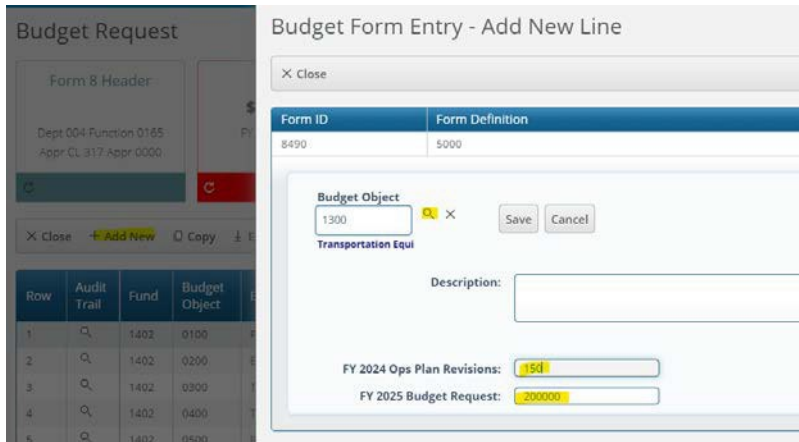 Budget Request
Form 8 Header
$
Dept 004 Function 0165
Appr CL 317 Appr 0000
FY
X Close + Add New Copy
Row Audit Trail Fund Budget Object
1 1402 0100
2 1402 0200
3 1402 0300
4 1402 0400
5 1402 0500
Budget Form Entry - Add New Line
X Close
Form ID Form Definition
8490 5000
Budget Object
1300 X Save Cancel
Transportation Equi
Description:
FY 2024 Ops Plan Revisions: 150
FY 2025 Budget Request: 200000